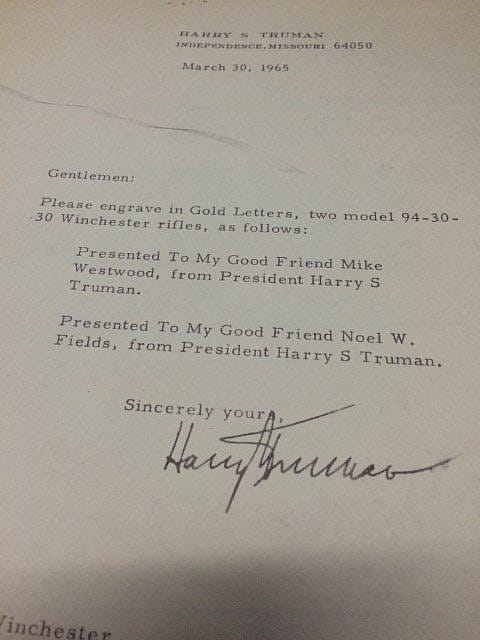 HARRY S TRUMAN
INDEPENDENCE, MISSOURI 64050
March 30, 1965
Gentlemen:
Please engrave in Gold Letters, two model 94-30-
30 Winchester rifles, as follows:
Presented To My Good Friend Mike
Westwood, from President Harry S
Truman.
Presented To My Good Friend Noel W.
Fields, from President Harry S Truman.
Sincerely yours,
Harry S Truman
Winchester